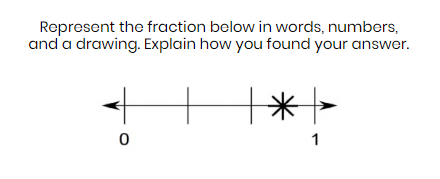 Represent the fraction below in words, numbers,
and a drawing. Explain how you found your answer.
0 1